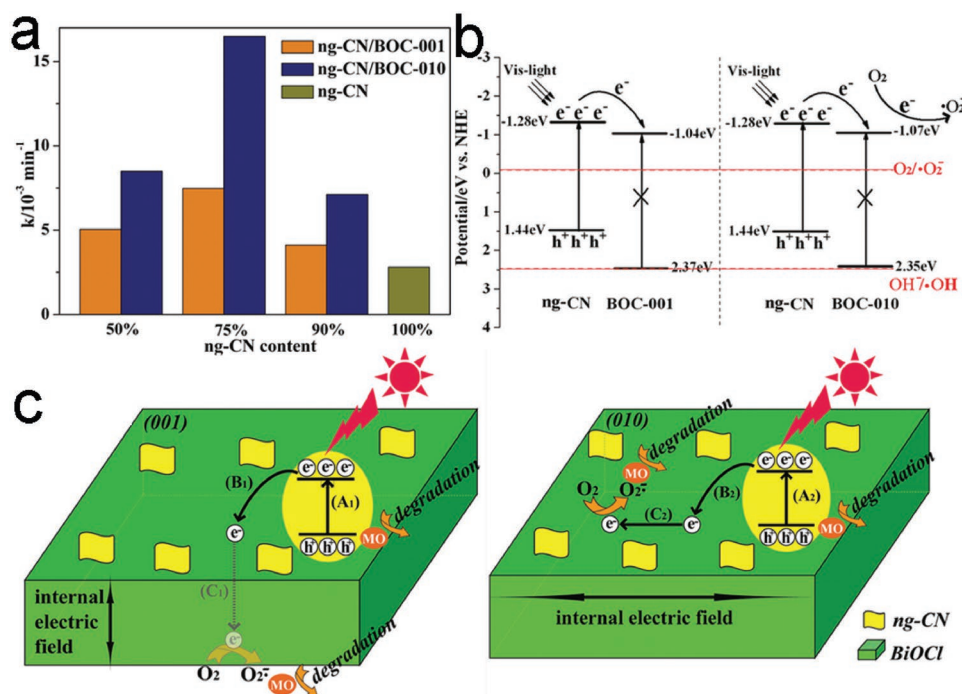 a
15
10
5
0
k/10⁻³ min⁻¹
ng-CN/BOC-001
ng-CN/BOC-010
ng-CN
50%
75%
90%
100%
ng-CN content
b
Potential/eV vs. NHE
-3
-2
-1
0
1
2
3
4
Vis-light
e⁻
e⁻ e⁻ e⁻
-1.28eV
-1.04eV
1.44eV
h⁺ h⁺ h⁺
2.37eV
ng-CN
BOC-001
Vis-light
e⁻
O₂
e⁻
·O₂⁻
e⁻ e⁻ e⁻
-1.28eV
-1.07eV
O₂/·O₂⁻
1.44eV
h⁺ h⁺ h⁺
2.35eV
OH⁻/·OH
ng-CN
BOC-010
c
(001)
e⁻ e⁻ e⁻
(B₁)
(A₁)
e⁻
h⁺ h⁺ h⁺
MO
degradation
(C₁)
internal
electric
field
e⁻
O₂
O₂⁻
MO
degradation
(010)
MO
degradation
O₂
O₂⁻
e⁻ e⁻ e⁻
(B₂)
(A₂)
e⁻
(C₂)
e⁻
h⁺ h⁺ h⁺
MO
degradation
internal electric field
ng-CN
BiOCl